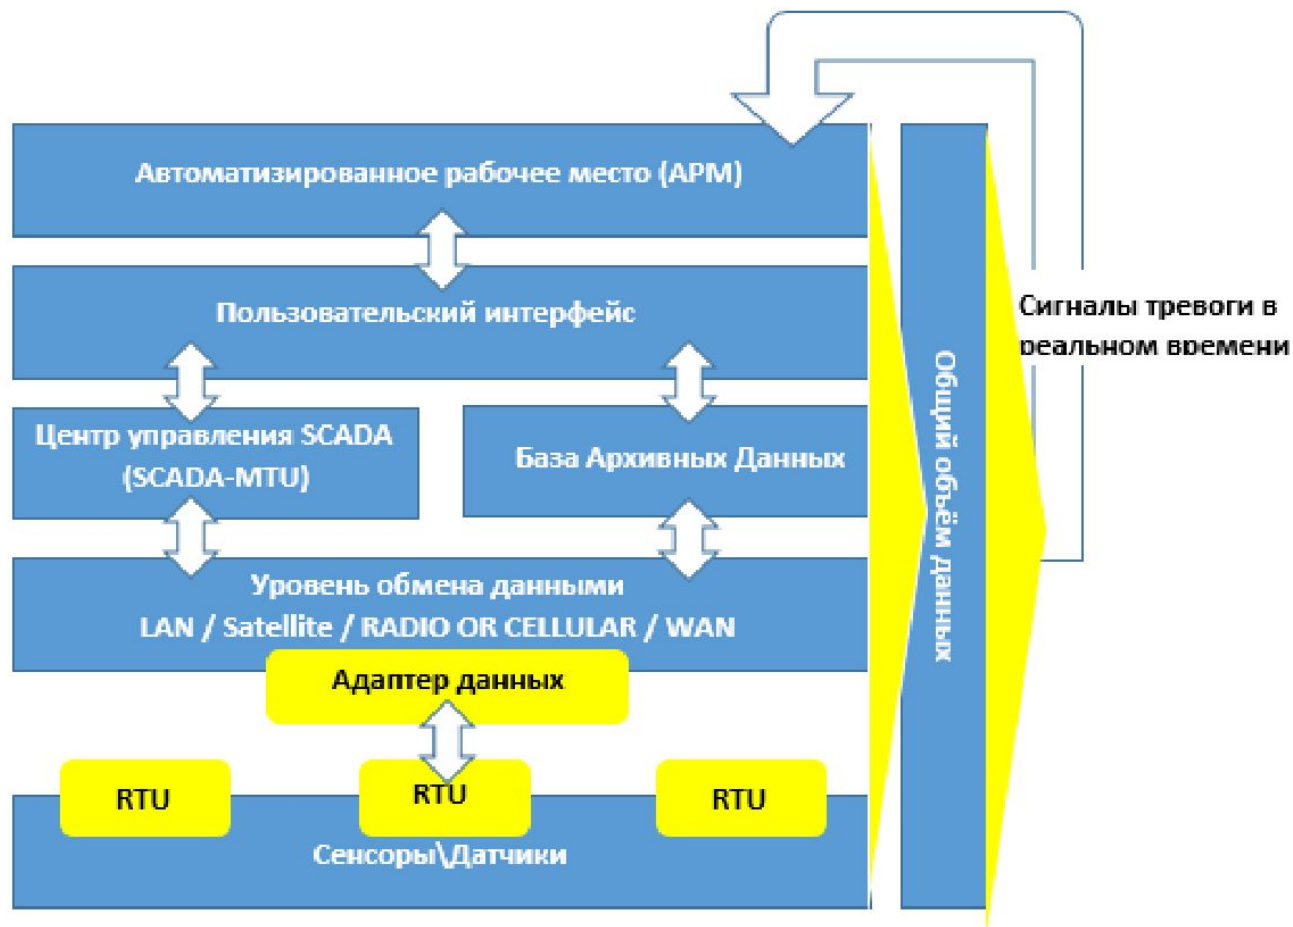 Автоматизированное рабочее место (АРМ)
Пользовательский интерфейс
Сигналы тревоги в
реальном времени
Центр управления SCADA
(SCADA-MTU)
База Архивных Данных
Общий объём данных
Уровень обмена данными
LAN / Satellite / RADIO OR CELLULAR / WAN
Адаптер данных
RTU
RTU
RTU
Сенсоры\Датчики